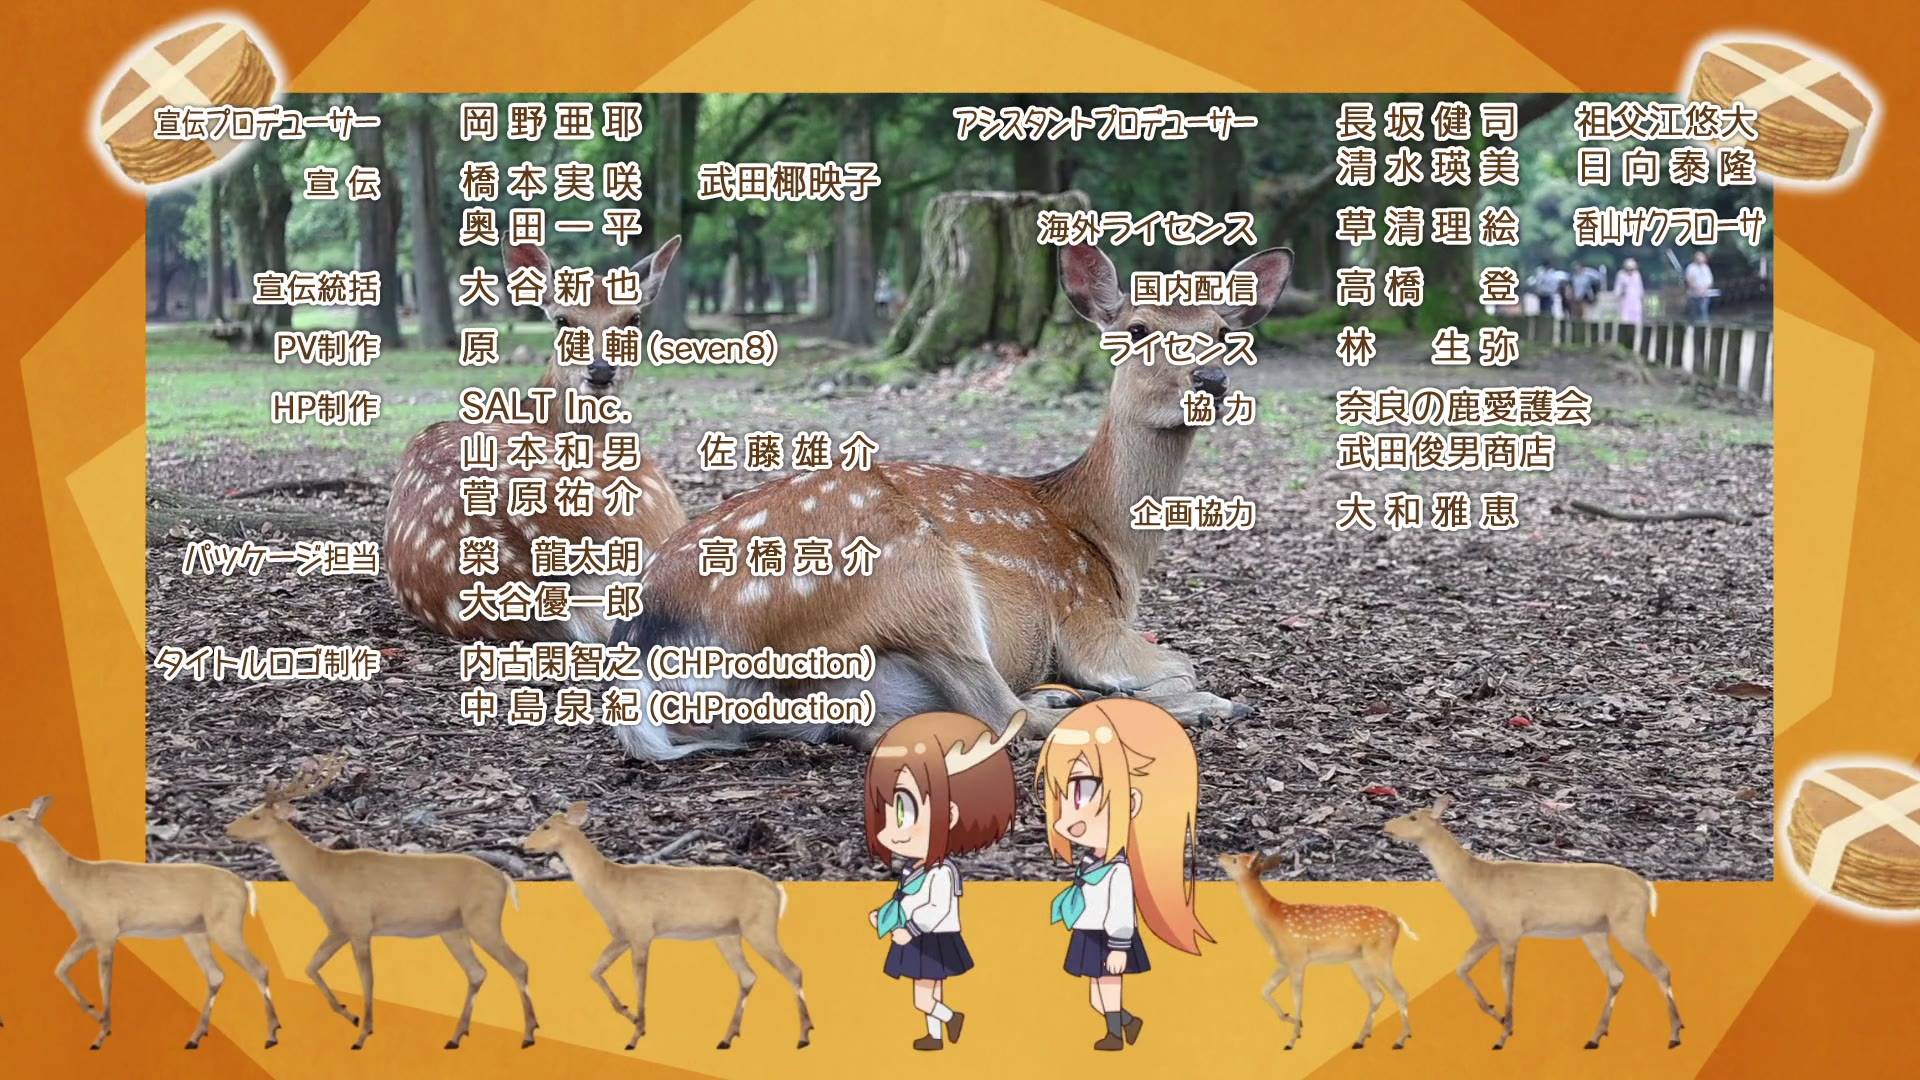 宣伝プロデューサー 岡野亜耶
宣伝 橋本実咲 武田椰映子
奥田一平
宣伝統括 大谷新也
PV制作 原 健輔(seven8)
HP制作 SALT Inc.
山本和男 佐藤雄介
菅原祐介
パッケージ担当 榮 龍太朗 高橋亮介
大谷優一郎
タイトルロゴ制作 内古閑智之(CHProduction)
中島泉紀(CHProduction)
アシスタントプロデューサー 長坂健司 祖父江悠大
清水瑛美 日向泰隆
海外ライセンス 草清理絵 香山サクラローサ
国内配信 高橋 登
ライセンス 林 生弥
協力 奈良の鹿愛護会
武田俊男商店
企画協力 大和雅恵